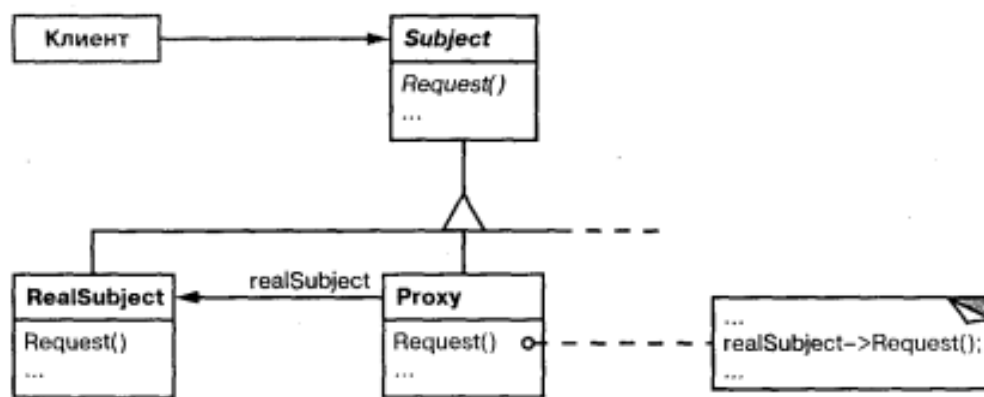 Клиент
Subject
Request()
...
RealSubject
Request()
...
realSubject
Proxy
Request()
...
...
realSubject->Request();
...